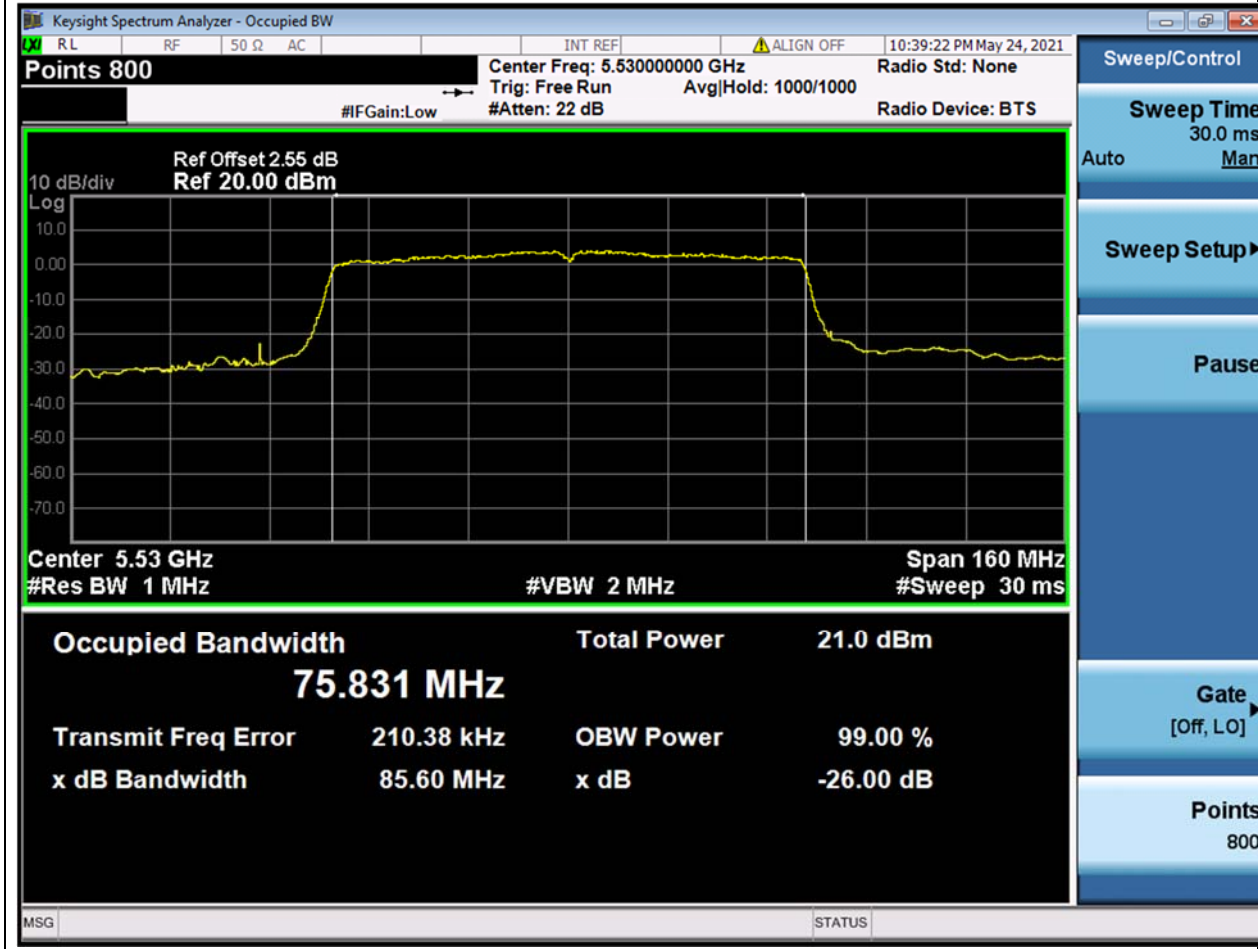 Keysight Spectrum Analyzer - Occupied BW
LXI RL RF 50 Ω AC INT REF ALIGN OFF 10:39:22 PM May 24, 2021
Points 800
Center Freq: 5.530000000 GHz Radio Std: None
Trig: Free Run Avg|Hold: 1000/1000
#IFGain:Low #Atten: 22 dB Radio Device: BTS
Ref Offset 2.55 dB
10 dB/div Ref 20.00 dBm
Log
10.0
0.00
-10.0
-20.0
-30.0
-40.0
-50.0
-60.0
-70.0
Center 5.53 GHz Span 160 MHz
#Res BW 1 MHz #VBW 2 MHz #Sweep 30 ms
Occupied Bandwidth Total Power 21.0 dBm
75.831 MHz
Transmit Freq Error 210.38 kHz OBW Power 99.00 %
x dB Bandwidth 85.60 MHz x dB -26.00 dB
MSG STATUS
Sweep/Control
Sweep Time
30.0 ms
Auto Man
Sweep Setup
Pause
Gate
[Off, LO]
Points
800